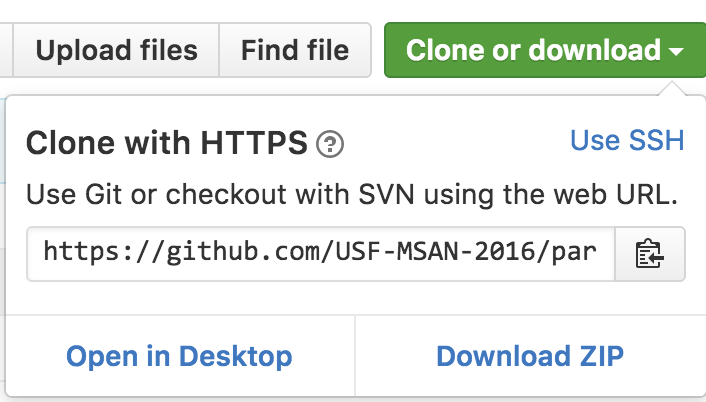 Upload files
Find file
Clone or download
Clone with HTTPS ?
Use SSH
Use Git or checkout with SVN using the web URL.
https://github.com/USF-MSAN-2016/par
Open in Desktop
Download ZIP